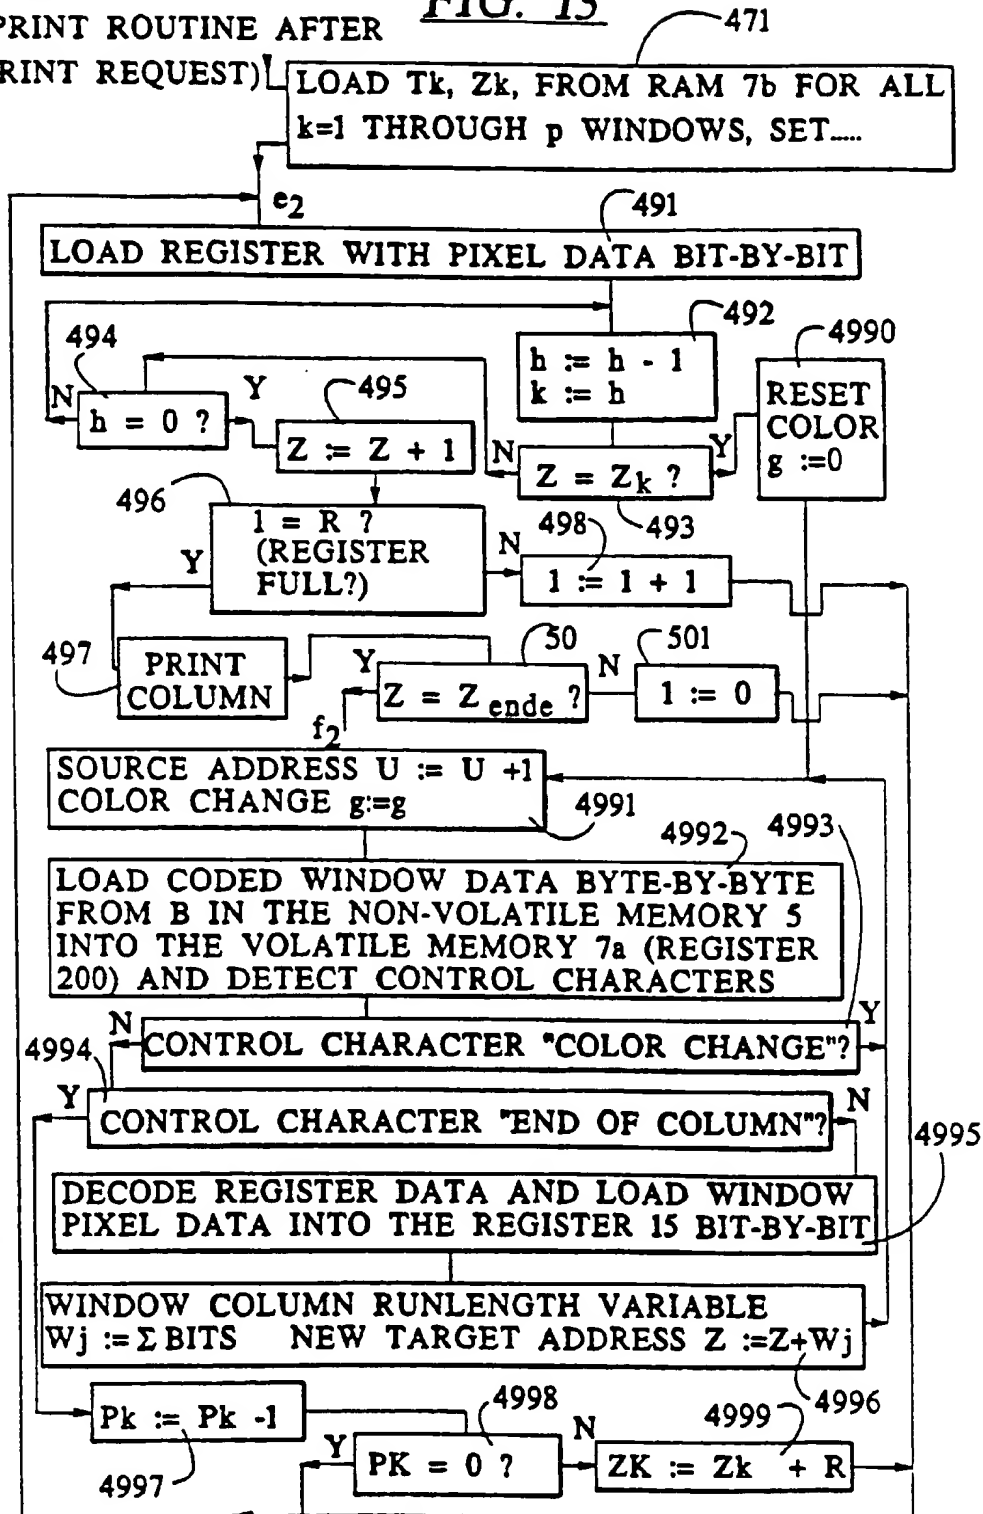 FIG. 15
PRINT ROUTINE AFTER
RINT REQUEST)
471
LOAD Tk, Zk, FROM RAM 7b FOR ALL
k=1 THROUGH p WINDOWS, SET.....
e2
491
LOAD REGISTER WITH PIXEL DATA BIT-BY-BIT
492
h := h - 1
k := h
4990
RESET
COLOR
g :=0
494
N
h = 0 ?
Y
495
Z := Z + 1
N
Z = Zk ?
Y
493
496
1 = R ?
(REGISTER
FULL?)
Y
N
498
1 := 1 + 1
497
PRINT
COLUMN
Y
50
Z = Z ende ?
N
501
1 := 0
f2
SOURCE ADDRESS U := U +1
COLOR CHANGE g:=g
4991
4992
4993
LOAD CODED WINDOW DATA BYTE-BY-BYTE
FROM B IN THE NON-VOLATILE MEMORY 5
INTO THE VOLATILE MEMORY 7a (REGISTER
200) AND DETECT CONTROL CHARACTERS
N
CONTROL CHARACTER "COLOR CHANGE"?
Y
4994
Y
CONTROL CHARACTER "END OF COLUMN"?
N
4995
DECODE REGISTER DATA AND LOAD WINDOW
PIXEL DATA INTO THE REGISTER 15 BIT-BY-BIT
WINDOW COLUMN RUNLENGTH VARIABLE
Wj := Σ BITS NEW TARGET ADDRESS Z :=Z+Wj
4996
Pk := Pk -1
4997
4998
Y
PK = 0 ?
N
4999
ZK := Zk + R